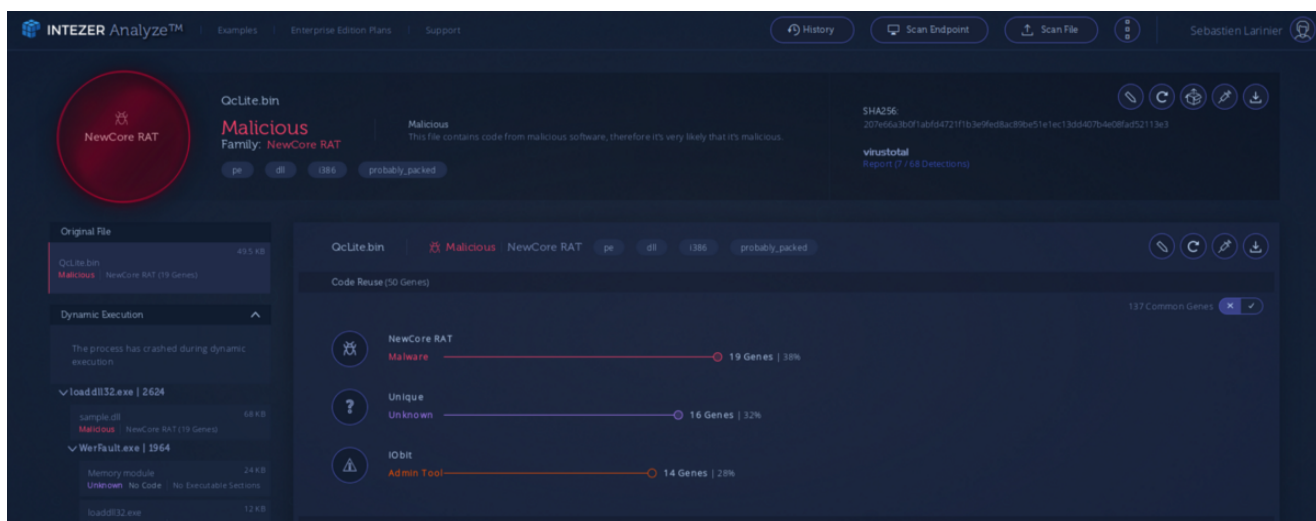 INTEZER Analyze™ Examples Enterprise Edition Plans Support History Scan Endpoint Scan File Sebastien Larinier
NewCore RAT
QcLite.bin
Malicious
Family: NewCore RAT
pe dll i386 probably_packed
Malicious
This file contains code from malicious software, therefore it's very likely that it's malicious.
SHA256:
207e66a3b0f1abfd4721f1b3e9fed8ac89be51e1ec13dd407b4e08fad52113e3
virustotal
Report (7 / 68 Detections)
Original File
49.5 KB
QcLite.bin
Malicious NewCore RAT (19 Genes)
Dynamic Execution
The process has crashed during dynamic
execution
loaddll32.exe | 2624
sample.dll 68 KB
Malicious NewCore RAT (19 Genes)
WerFault.exe | 1964
Memory module 24 KB
Unknown No Code No Executable Sections
loaddll32.exe 12 KB
QcLite.bin Malicious NewCore RAT pe dll i386 probably_packed
Code Reuse (50 Genes)
137 Common Genes
NewCore RAT
Malware 19 Genes | 38%
Unique
Unknown 16 Genes | 32%
IObit
Admin Tool 14 Genes | 28%